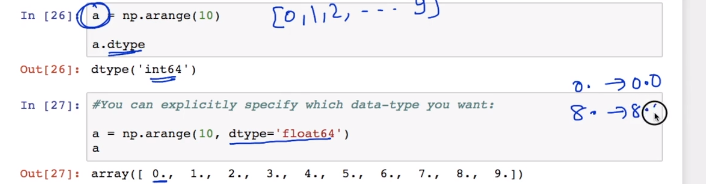 In [26]: a = np.arange(10) [0,1,2, --- 9]
a.dtype
Out[26]: dtype('int64')
0. → 0.0
In [27]: #You can explicitly specify which data-type you want:
8. → 8.
a = np.arange(10, dtype='float64')
a
Out[27]: array([ 0., 1., 2., 3., 4., 5., 6., 7., 8., 9.])